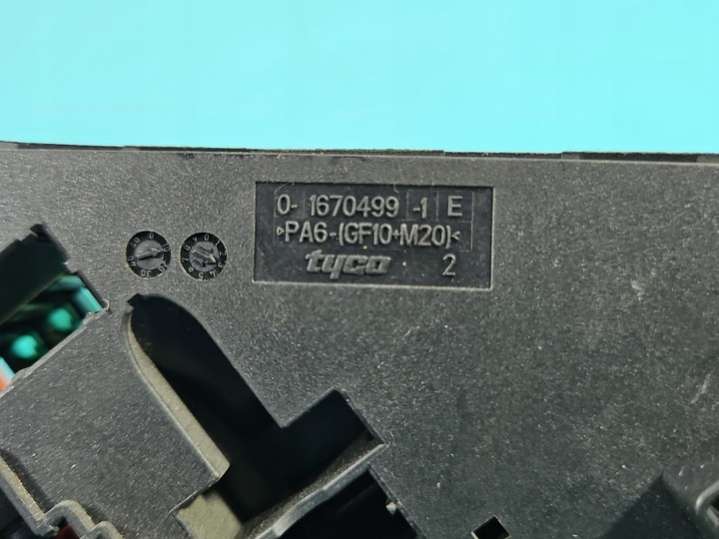 0- 1670499 -1 E
>PA6-(GF10+M20)<
tyco 2